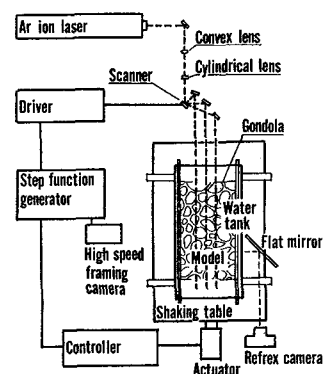 Ar ion laser
Convex lens
Cylindrical lens
Scanner
Driver
Gondola
Step function
generator
Water
tank
Flat mirror
High speed
framing
camera
Model
Shaking table
Controller
Refrex camera
Actuator